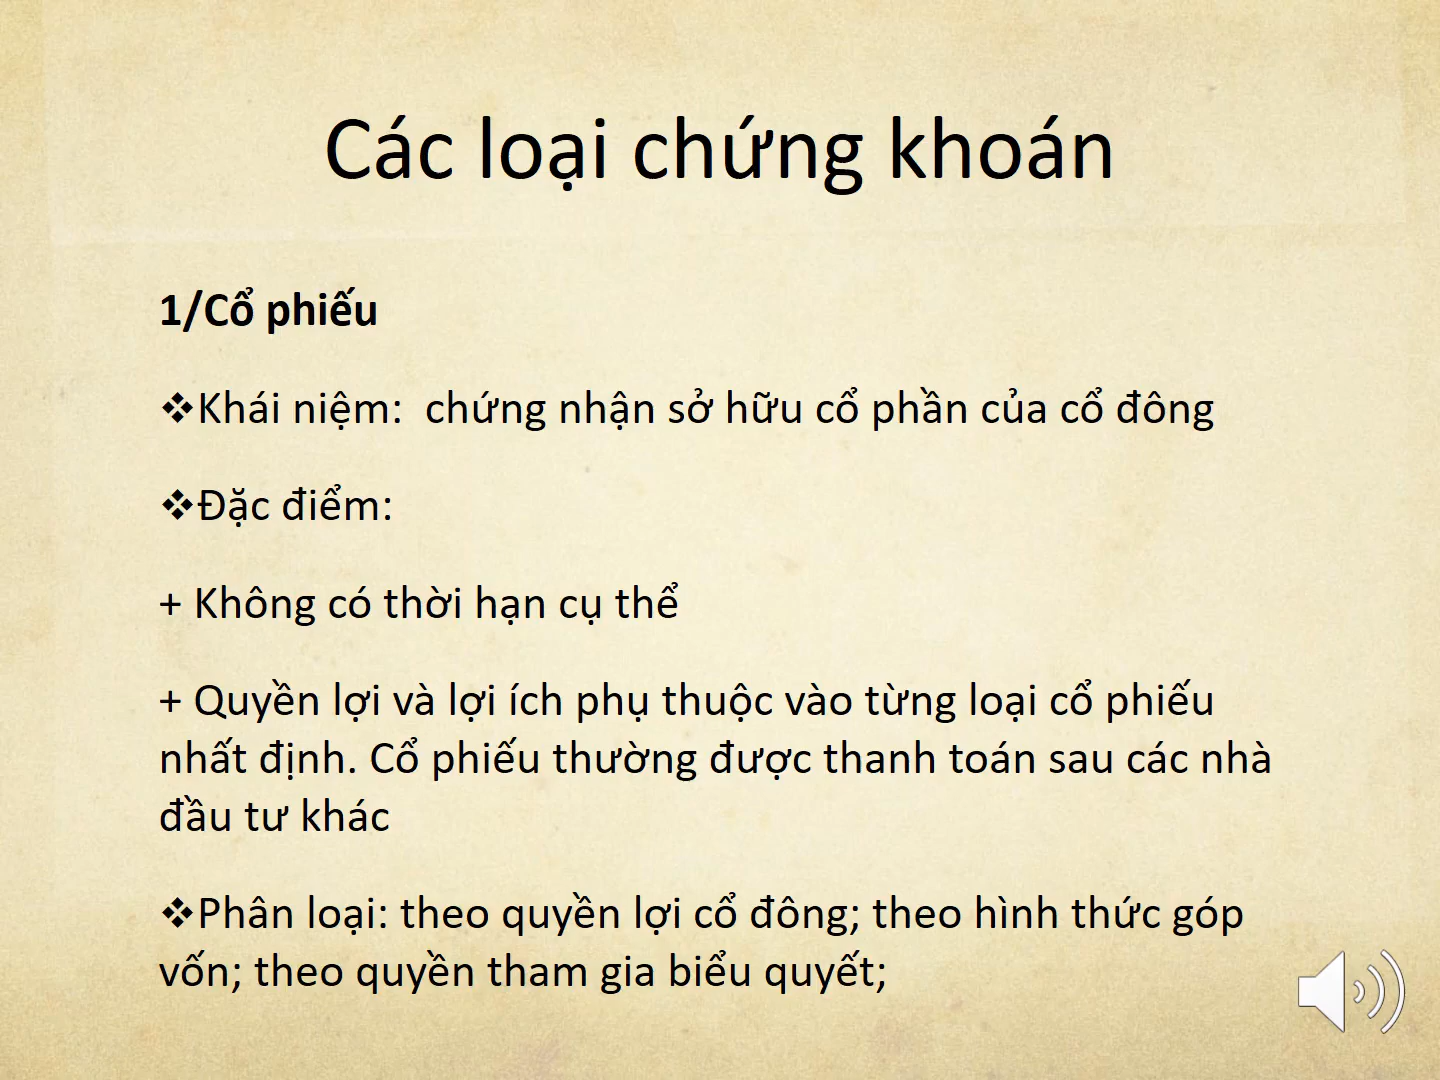 Các loại chứng khoán
1/Cổ phiếu
❖Khái niệm:  chứng nhận sở hữu cổ phần của cổ đông
❖Đặc điểm:
+ Không có thời hạn cụ thể
+ Quyền lợi và lợi ích phụ thuộc vào từng loại cổ phiếu
nhất định. Cổ phiếu thường được thanh toán sau các nhà
đầu tư khác
❖Phân loại: theo quyền lợi cổ đông; theo hình thức góp
vốn; theo quyền tham gia biểu quyết;